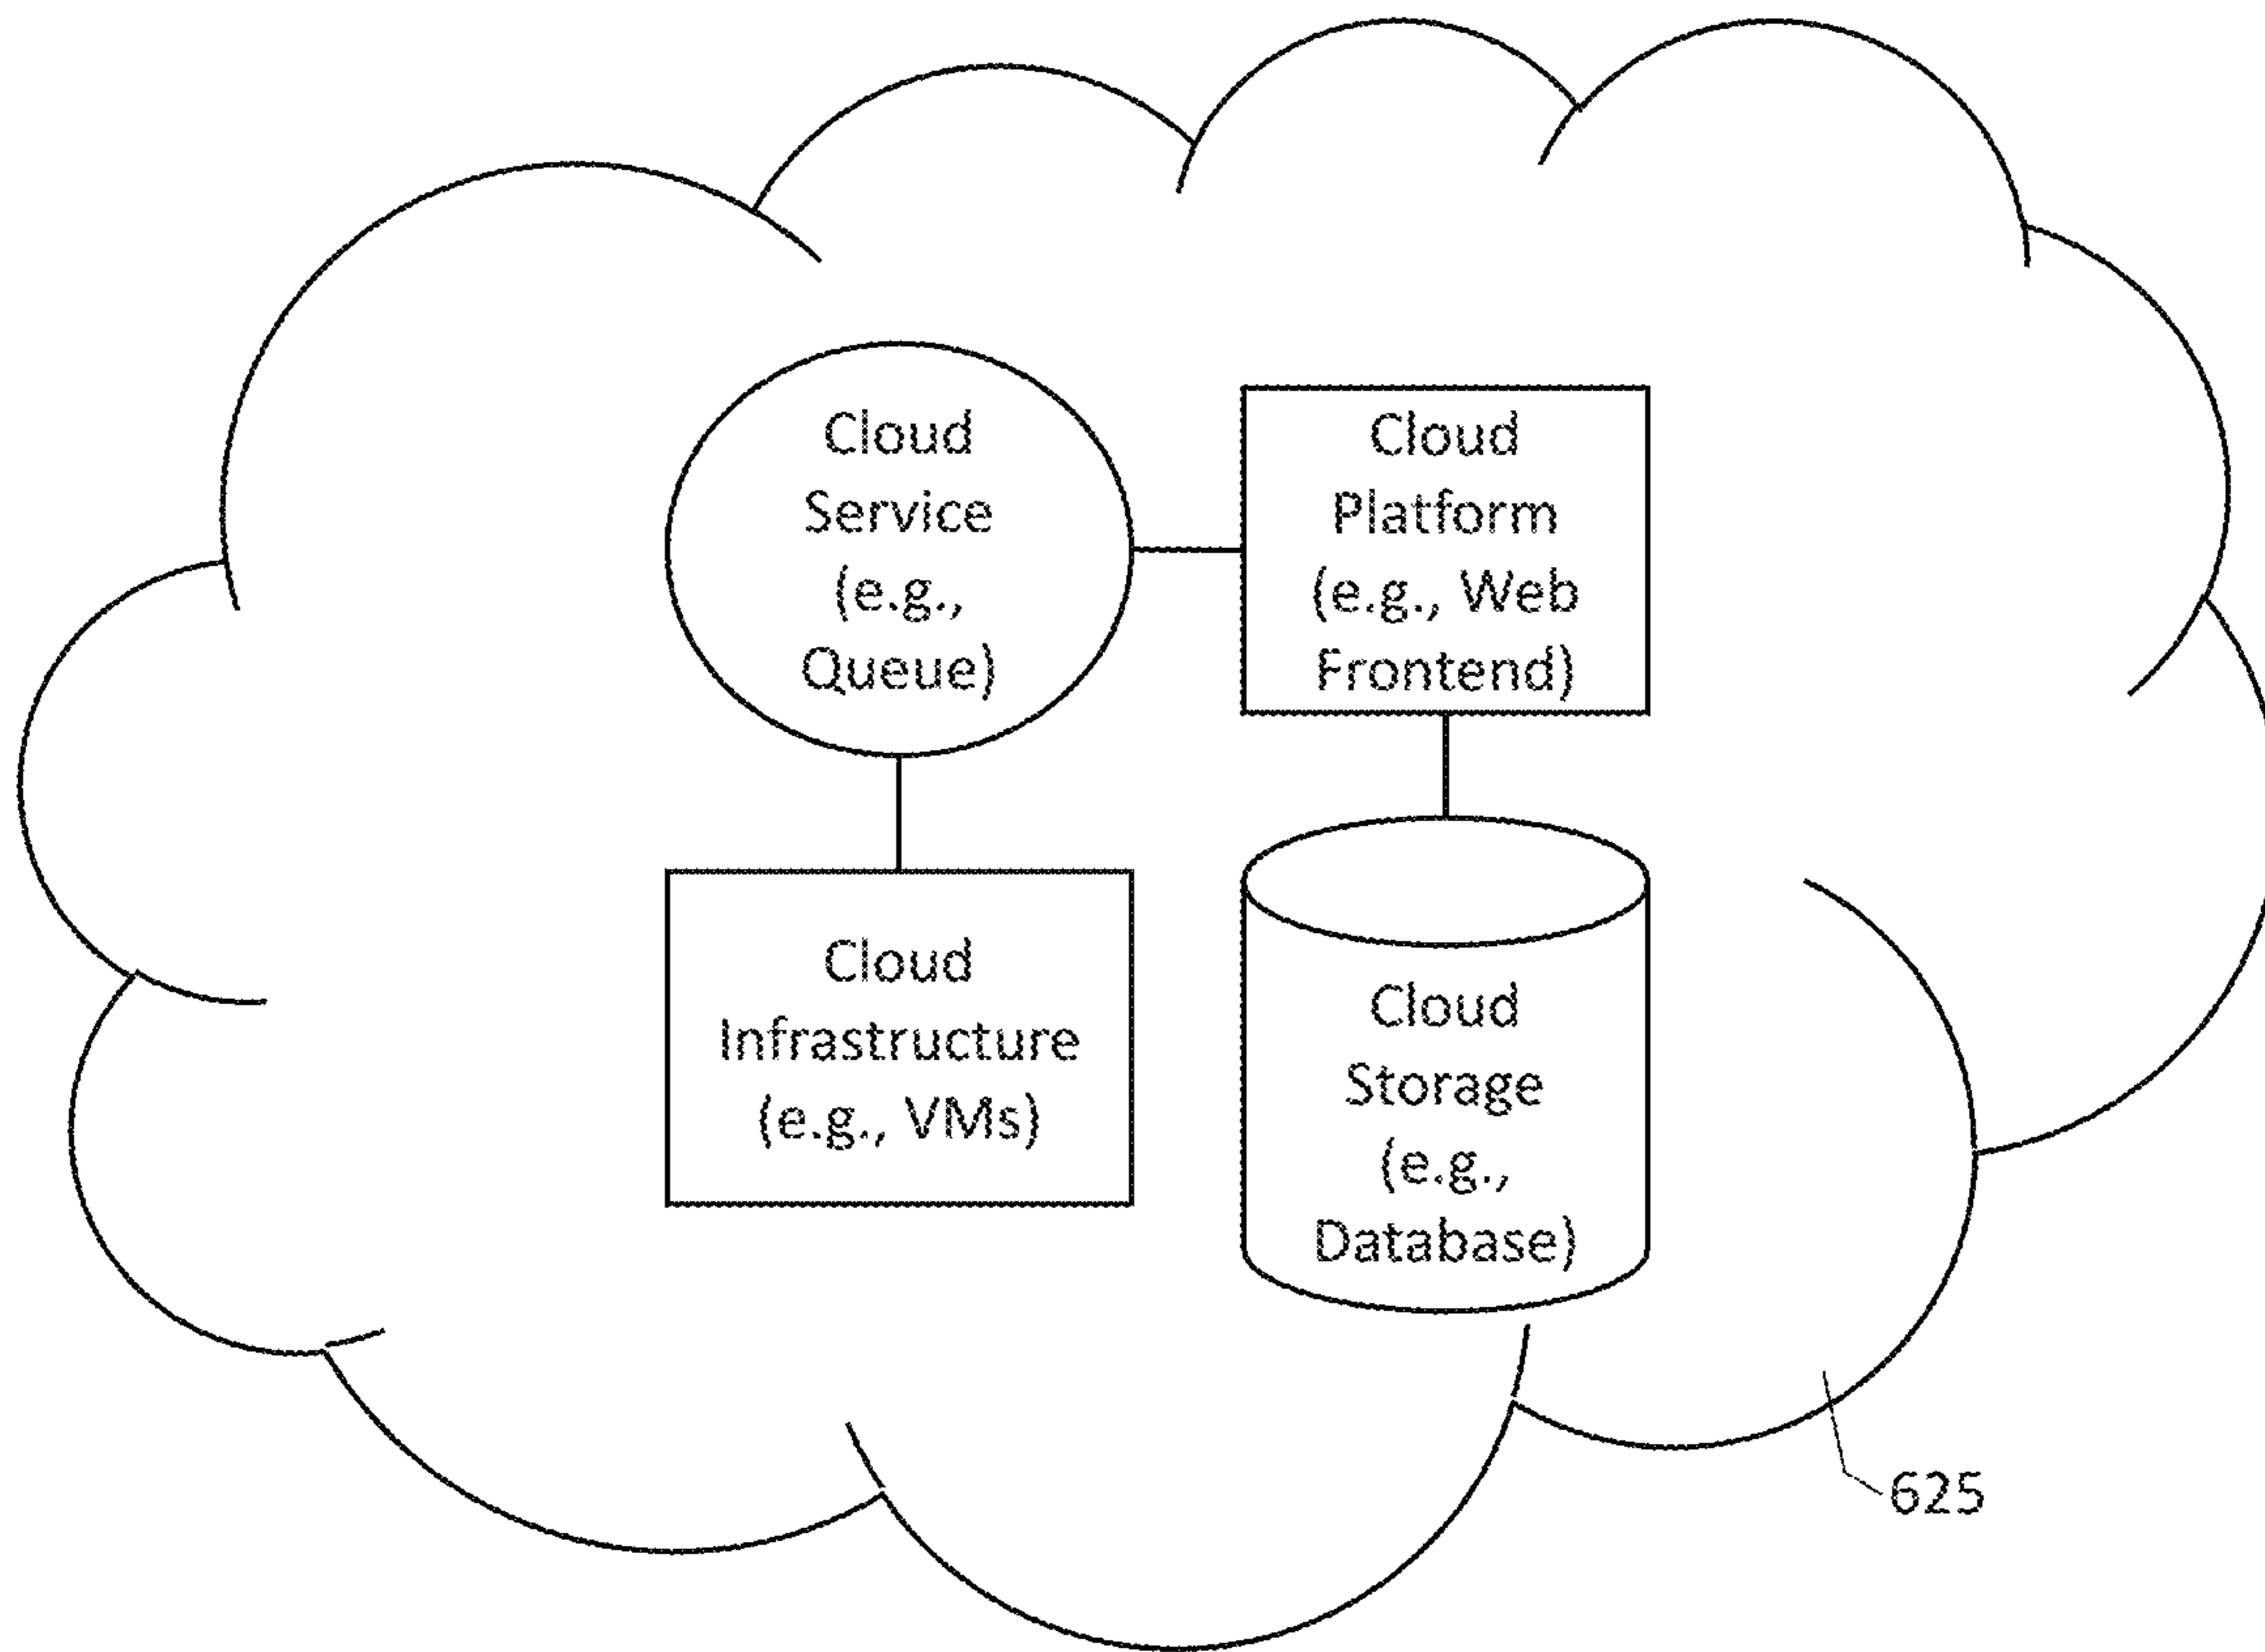 Cloud
Service
(e.g.,
Queue)
Cloud
Platform
(e.g., Web
Frontend)
Cloud
Infrastructure
(e.g., VMs)
Cloud
Storage
(e.g.,
Database)
625